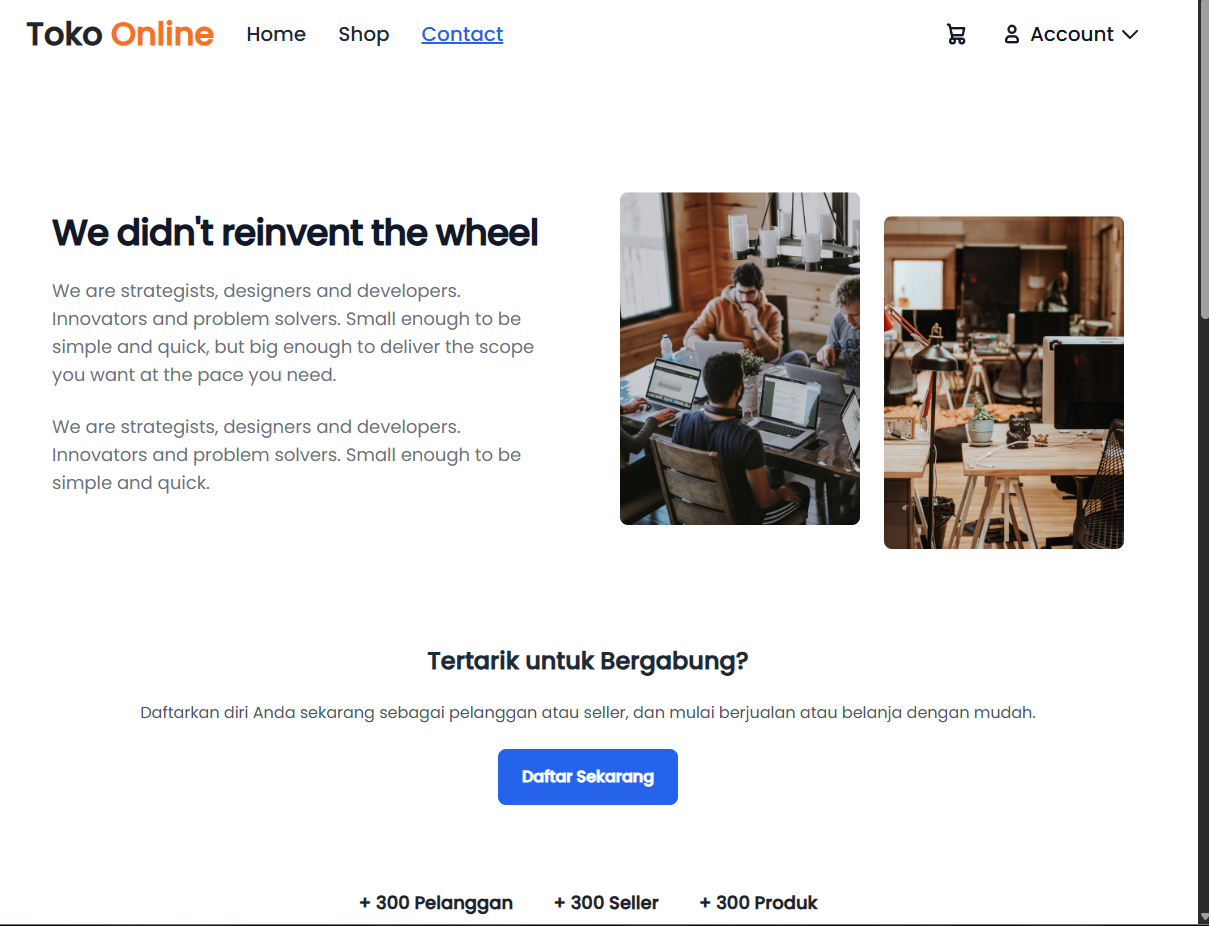 Toko Online Home Shop Contact Account
We didn't reinvent the wheel
We are strategists, designers and developers.
Innovators and problem solvers. Small enough to be
simple and quick, but big enough to deliver the scope
you want at the pace you need.
We are strategists, designers and developers.
Innovators and problem solvers. Small enough to be
simple and quick.
Tertarik untuk Bergabung?
Daftarkan diri Anda sekarang sebagai pelanggan atau seller, dan mulai berjualan atau belanja dengan mudah.
Daftar Sekarang
+ 300 Pelanggan + 300 Seller + 300 Produk